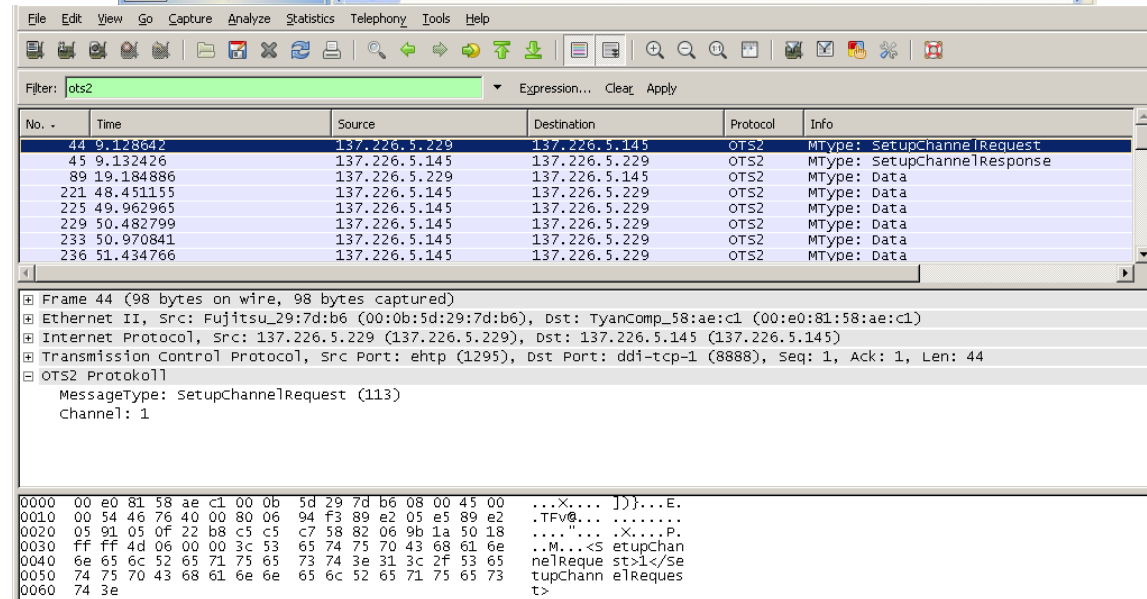 File Edit View Go Capture Analyze Statistics Telephony Tools Help
Filter: ots2 Expression... Clear Apply
No. - Time Source Destination Protocol Info
44 9.128642 137.226.5.229 137.226.5.145 OTS2 MType: SetupChannelRequest
45 9.132426 137.226.5.145 137.226.5.229 OTS2 MType: SetupChannelResponse
89 19.184886 137.226.5.229 137.226.5.145 OTS2 MType: Data
221 48.451155 137.226.5.145 137.226.5.229 OTS2 MType: Data
225 49.962965 137.226.5.145 137.226.5.229 OTS2 MType: Data
229 50.482799 137.226.5.145 137.226.5.229 OTS2 MType: Data
233 50.970841 137.226.5.145 137.226.5.229 OTS2 MType: Data
236 51.434766 137.226.5.145 137.226.5.229 OTS2 MType: Data
Frame 44 (98 bytes on wire, 98 bytes captured)
Ethernet II, Src: Fujitsu_29:7d:b6 (00:0b:5d:29:7d:b6), Dst: TyanComp_58:ae:c1 (00:e0:81:58:ae:c1)
Internet Protocol, Src: 137.226.5.229 (137.226.5.229), Dst: 137.226.5.145 (137.226.5.145)
Transmission Control Protocol, Src Port: ehtp (1295), Dst Port: ddi-tcp-1 (8888), Seq: 1, Ack: 1, Len: 44
OTS2 Protokoll
MessageType: SetupChannelRequest (113)
Channel: 1
0000 00 e0 81 58 ae c1 00 0b 5d 29 7d b6 08 00 45 00 ...X.... ])}...E.
0010 00 54 46 76 40 00 80 06 94 f3 89 e2 05 e5 89 e2 .TFv@... ........
0020 05 91 05 0f 22 b8 c5 c5 c7 58 82 06 9b 1a 50 18 ...."... .X....P.
0030 ff ff 4d 06 00 00 3c 53 65 74 75 70 43 68 61 6e ..M...<S etupChan
0040 6e 65 6c 52 65 71 75 65 73 74 3e 31 3c 2f 53 65 nelReque st>1</Se
0050 74 75 70 43 68 61 6e 6e 65 6c 52 65 71 75 65 73 tupChann elReques
0060 74 3e t>